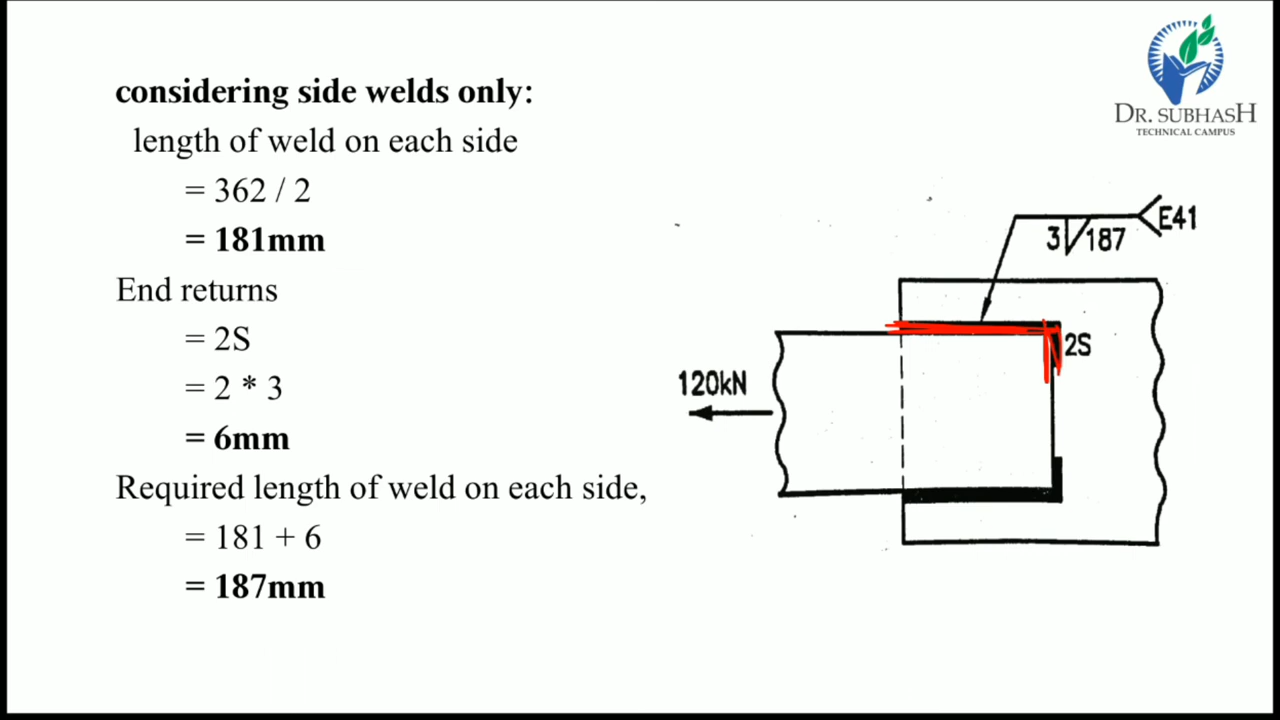 considering side welds only:
length of weld on each side
= 362 / 2
= 181mm
End returns
= 2S
= 2 * 3
= 6mm
Required length of weld on each side,
= 181 + 6
= 187mm
DR. SUBHASH
TECHNICAL CAMPUS
E41
3 187
2S
120kN